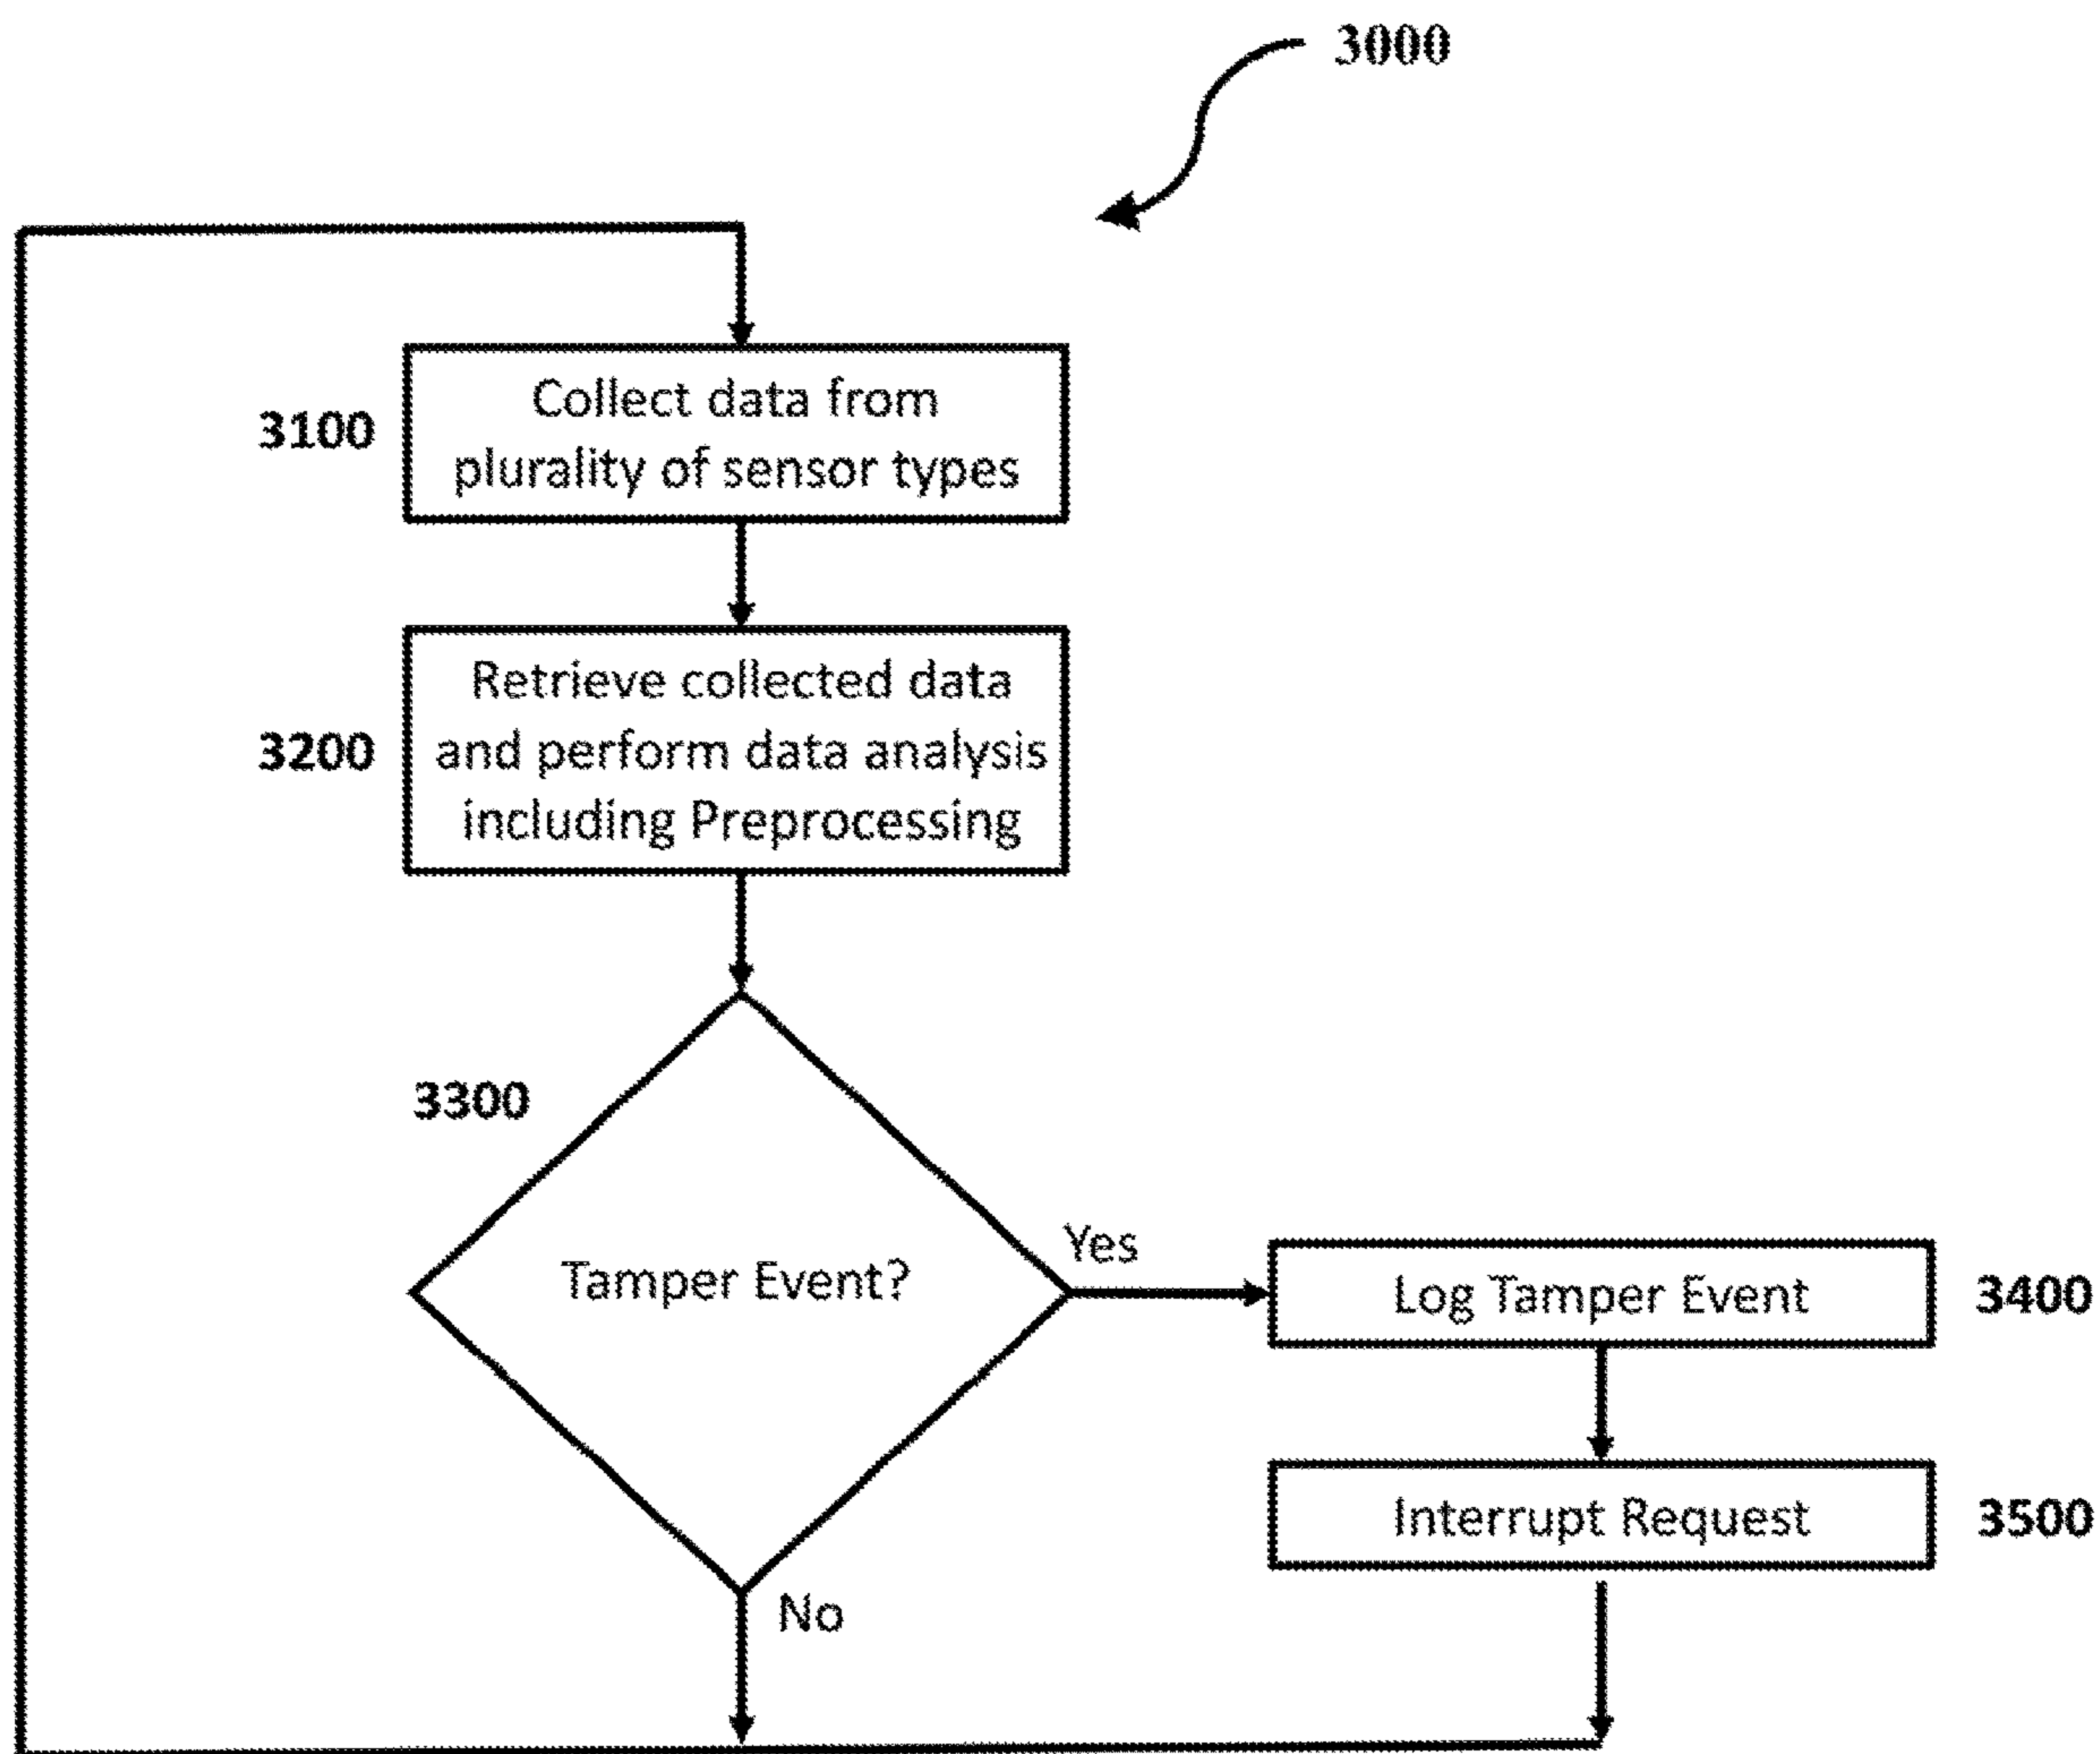 3000
3100
Collect data from
plurality of sensor types
3200
Retrieve collected data
and perform data analysis
including Preprocessing
3300
Tamper Event?
Yes
Log Tamper Event
3400
Interrupt Request
3500
No